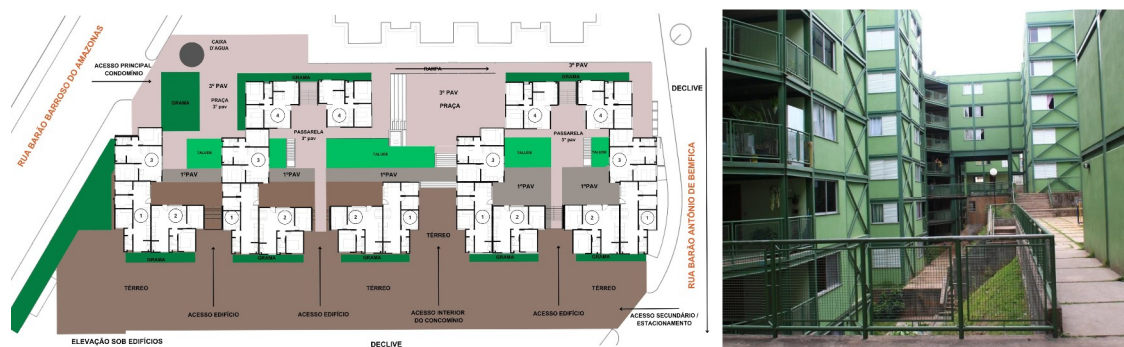 CAIXA
D'AGUA
ACESSO PRINCIPAL
CONDOMÍNIO
RUA BARÃO BARROSO DO AMAZONAS
GRAMA
3º PAV
PRAÇA
3º pav
GRAMA
4
4
PASSARELA
3º pav
RAMPA
3º PAV
PRAÇA
3º PAV
GRAMA
4
4
PASSARELA
3º pav
DECLIVE
RUA BARÃO ANTÔNIO DE BEMFICA
3
TALUDE
3
TALUDE
3
TALUDE
TALUDE
3
1ºPAV
1ºPAV
1ºPAV
1ºPAV
1ºPAV
1
2
1
2
2
1
1
2
2
1
TÉRREO
GRAMA
GRAMA
GRAMA
GRAMA
GRAMA
TÉRREO
TÉRREO
TÉRREO
TÉRREO
ACESSO EDIFÍCIO
ACESSO EDIFÍCIO
ACESSO INTERIOR
DO CONCOMÍNIO
ACESSO EDIFÍCIO
ACESSO SECUNDÁRIO /
ESTACIONAMENTO
ELEVAÇÃO SOB EDIFÍCIOS
DECLIVE